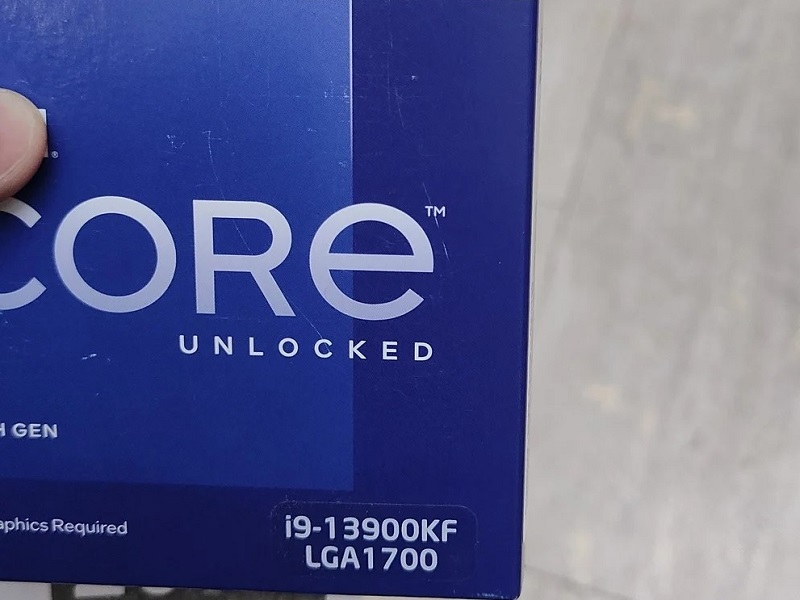 CORE™
UNLOCKED
H GEN
aphics Required
i9-13900KF
LGA1700